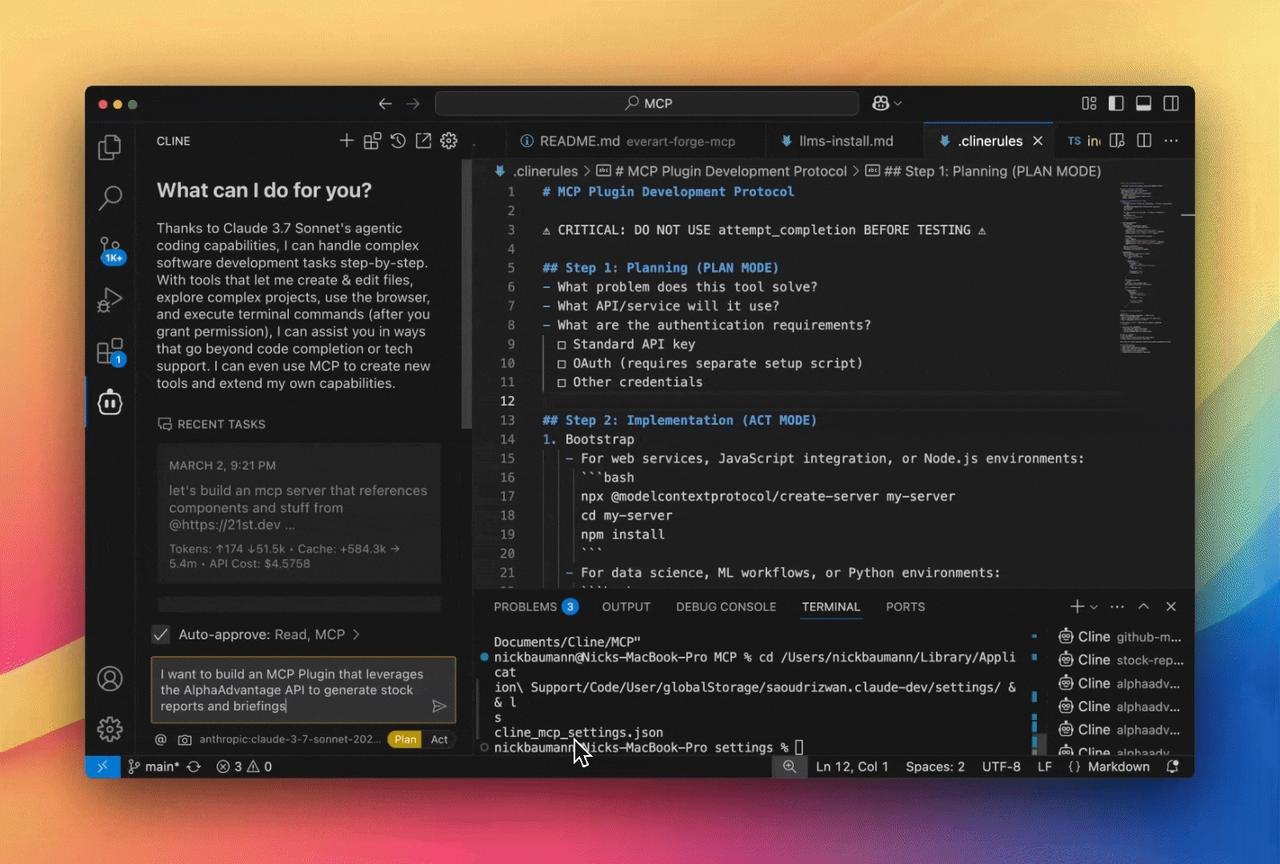 MCP
CLINE
What can I do for you?
Thanks to Claude 3.7 Sonnet's agentic
coding capabilities, I can handle complex
software development tasks step-by-step.
With tools that let me create & edit files,
explore complex projects, use the browser,
and execute terminal commands (after you
grant permission), I can assist you in ways
that go beyond code completion or tech
support. I can even use MCP to create new
tools and extend my own capabilities.
RECENT TASKS
MARCH 2, 9:21 PM
let's build an mcp server that references
components and stuff from
@https://21st.dev ...
Tokens: ↑174 ↓51.5k • Cache: +584.3k →
5.4m • API Cost: $4.5758
Auto-approve: Read, MCP >
I want to build an MCP Plugin that leverages
the AlphaAdvantage API to generate stock
reports and briefings
@ anthropic:claude-3-7-sonnet-202... Plan Act
1K+
1
README.md everart-forge-mcp llms-install.md .clinerules TS in
.clinerules > # MCP Plugin Development Protocol > ## Step 1: Planning (PLAN MODE)
1 # MCP Plugin Development Protocol
2
3 ⚠ CRITICAL: DO NOT USE attempt_completion BEFORE TESTING ⚠
4
5 ## Step 1: Planning (PLAN MODE)
6 - What problem does this tool solve?
7 - What API/service will it use?
8 - What are the authentication requirements?
9 □ Standard API key
10 □ OAuth (requires separate setup script)
11 □ Other credentials
12
13 ## Step 2: Implementation (ACT MODE)
14 1. Bootstrap
15 - For web services, JavaScript integration, or Node.js environments:
16 ```bash
17 npx @modelcontextprotocol/create-server my-server
18 cd my-server
19 npm install
20 ```
21 - For data science, ML workflows, or Python environments:
PROBLEMS 3 OUTPUT DEBUG CONSOLE TERMINAL PORTS
Documents/Cline/MCP"
nickbaumann@Nicks-MacBook-Pro MCP % cd /Users/nickbaumann/Library/Appli
cat
ion\ Support/Code/User/globalStorage/saoudrizwan.claude-dev/settings/ &
& l
s
cline_mcp_settings.json
nickbaumann@Nicks-MacBook-Pro settings %
Cline github-m...
Cline stock-rep...
Cline alphaadv...
Cline alphaadv...
Cline alphaadv...
Cline alphaadv...
main* 3 0
Ln 12, Col 1 Spaces: 2 UTF-8 LF {} Markdown